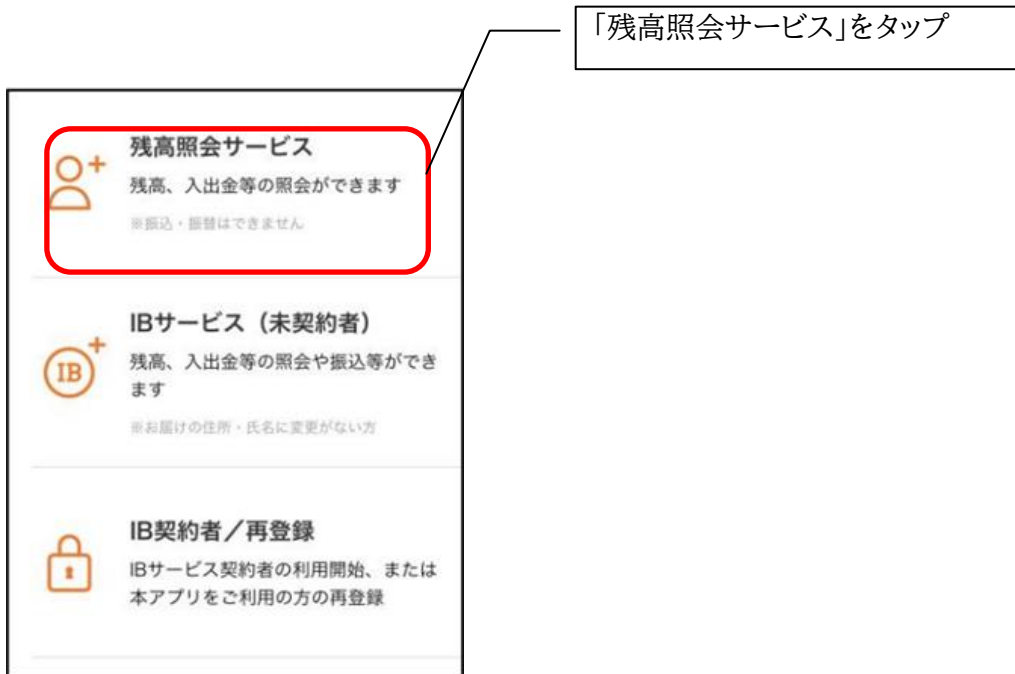 「残高照会サービス」をタップ
残高照会サービス
残高、入出金等の照会ができます
※振込・振替はできません
IBサービス（未契約者）
残高、入出金等の照会や振込等ができ
ます
※お届けの住所・氏名に変更がない方
IB
IB契約者／再登録
IBサービス契約者の利用開始、または
本アプリをご利用の方の再登録